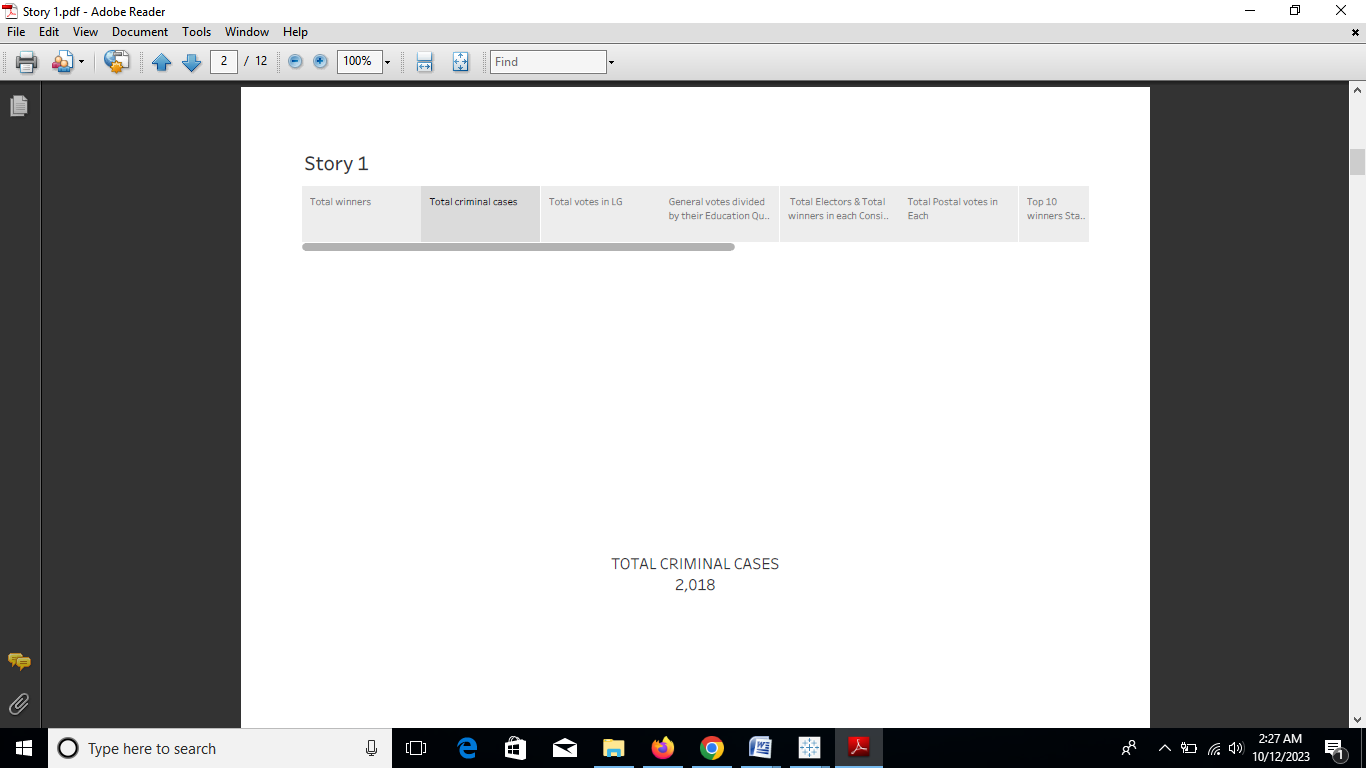 Story 1.pdf - Adobe Reader
File Edit View Document Tools Window Help
2 / 12 100% Find
Story 1
Total winners
Total criminal cases
Total votes in LG
General votes divided
by their Education Qu..
Total Electors & Total
winners in each Consi..
Total Postal votes in
Each
Top 10
winners Sta..
TOTAL CRIMINAL CASES
2,018
Type here to search
2:27 AM
10/12/2023
1